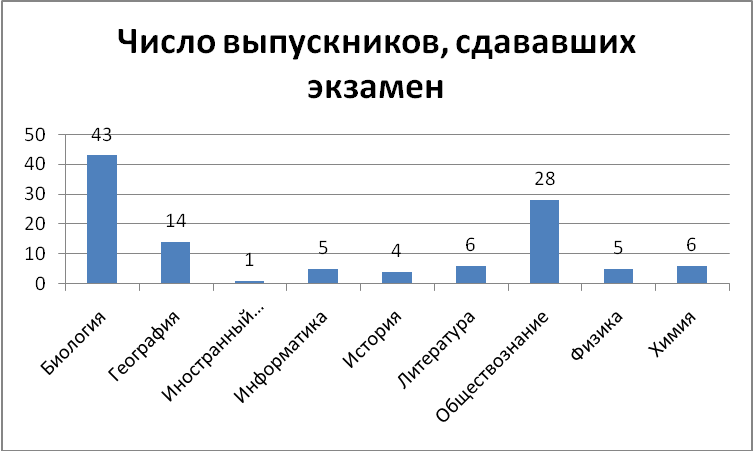 Число выпускников, сдававших
экзамен
50
40
30
20
10
0
43
14
1
5
4
6
28
5
6
Биология
География
Иностранный...
Информатика
История
Литература
Обществознание
Физика
Химия